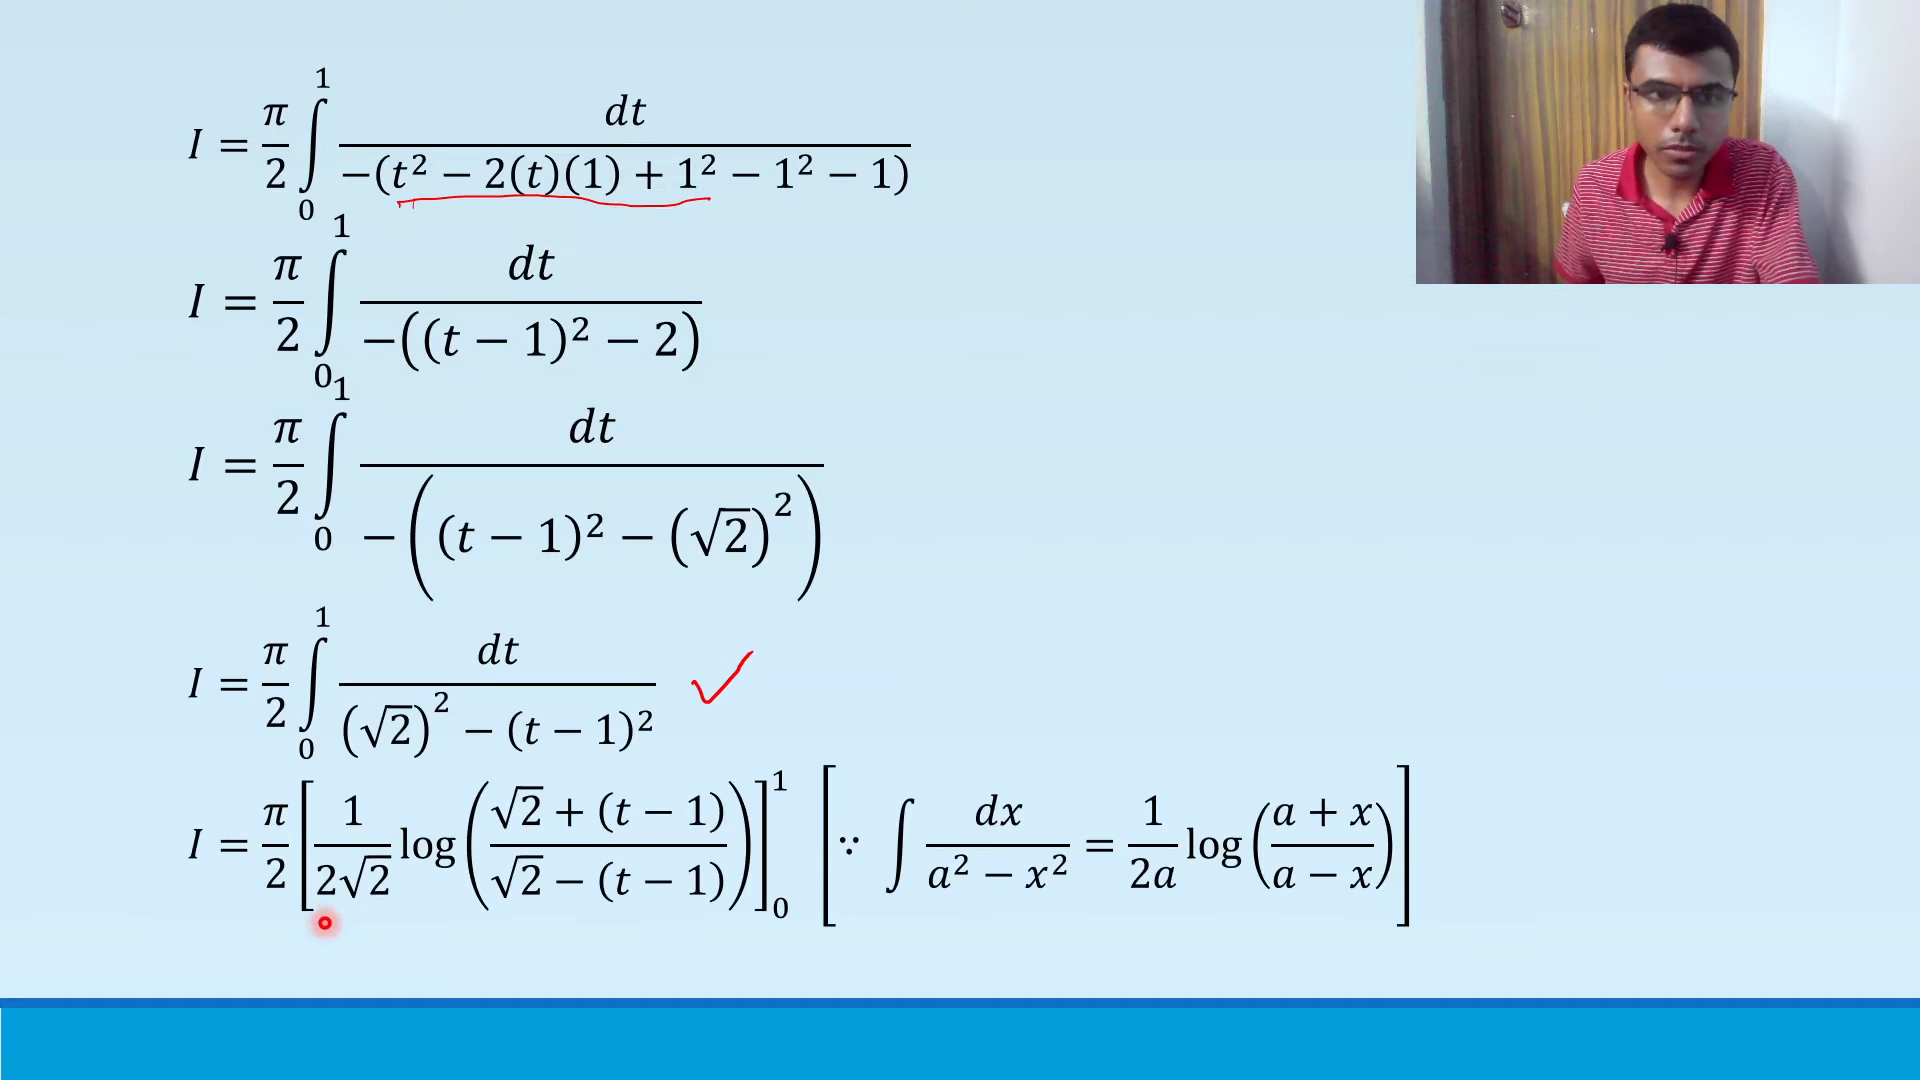 I = π/2 ∫₀¹ dt / −(t² − 2(t)(1) + 1² − 1² − 1)
I = π/2 ∫₀¹ dt / −((t − 1)² − 2)
I = π/2 ∫₀¹ dt / −((t − 1)² − (√2)²)
I = π/2 ∫₀¹ dt / (√2)² − (t − 1)²
I = π/2 [1/2√2 log(√2 + (t − 1) / √2 − (t − 1))]₀¹ [∵ ∫ dx / a² − x² = 1/2a log(a + x / a − x)]